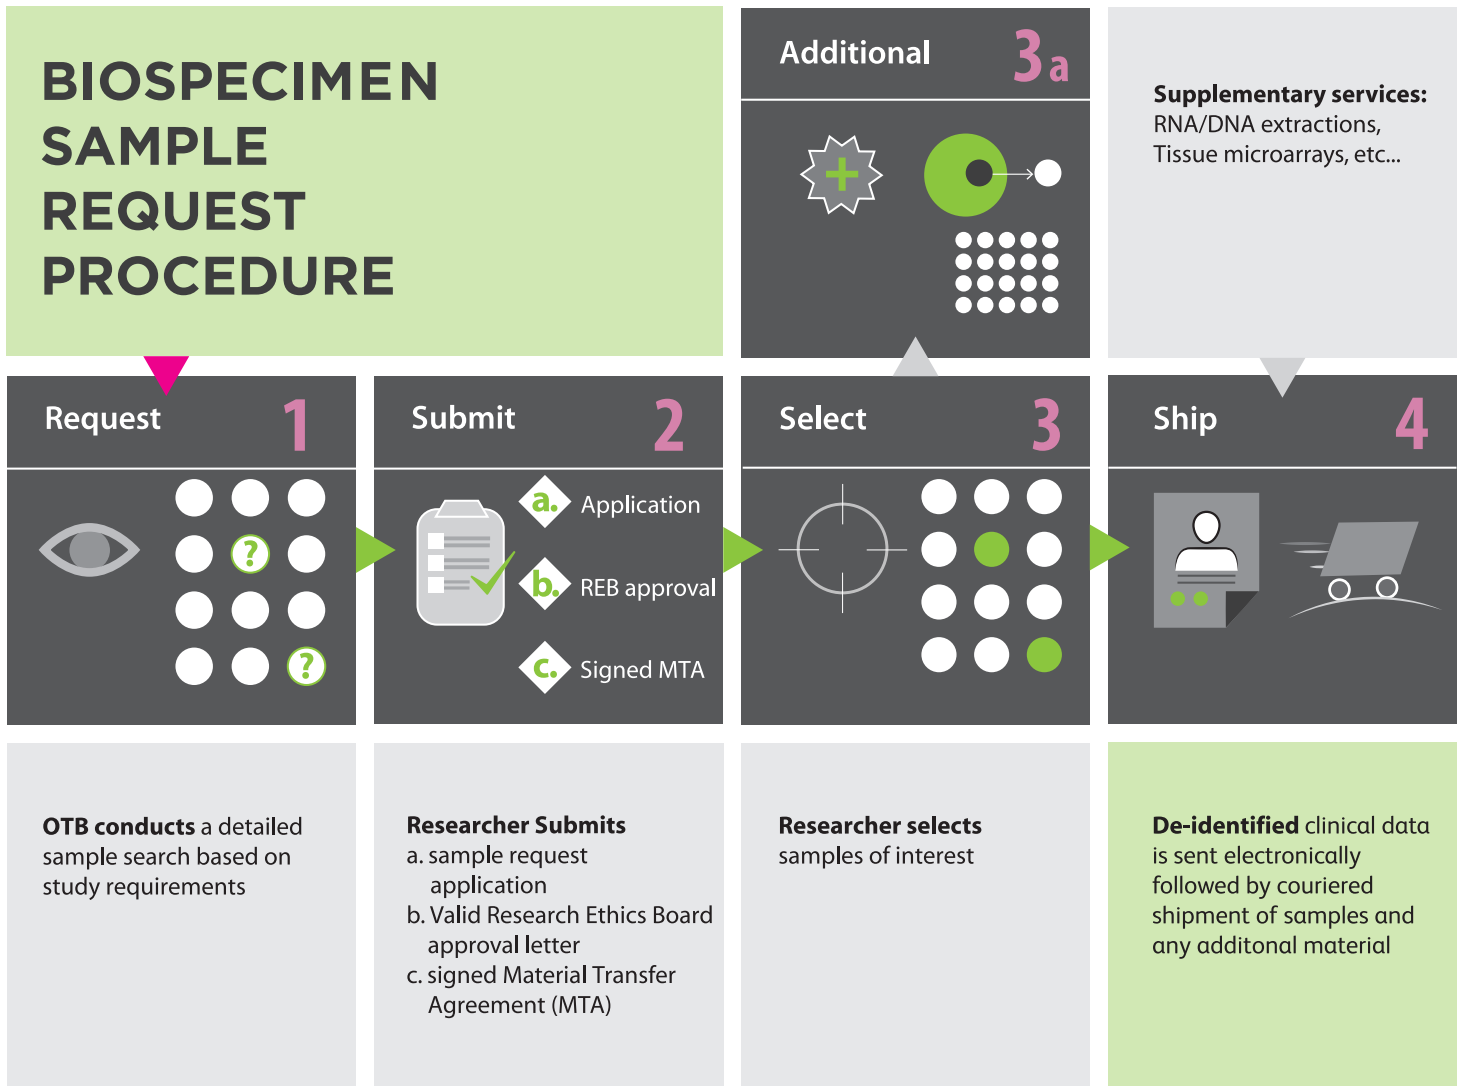 BIOSPECIMEN
SAMPLE
REQUEST
PROCEDURE
Additional 3a
Supplementary services:
RNA/DNA extractions,
Tissue microarrays, etc...
Request 1
?
?
Submit 2
a. Application
b. REB approval
c. Signed MTA
Select 3
Ship 4
OTB conducts a detailed
sample search based on
study requirements
Researcher Submits
a. sample request
application
b. Valid Research Ethics Board
approval letter
c. signed Material Transfer
Agreement (MTA)
Researcher selects
samples of interest
De-identified clinical data
is sent electronically
followed by couriered
shipment of samples and
any additonal material